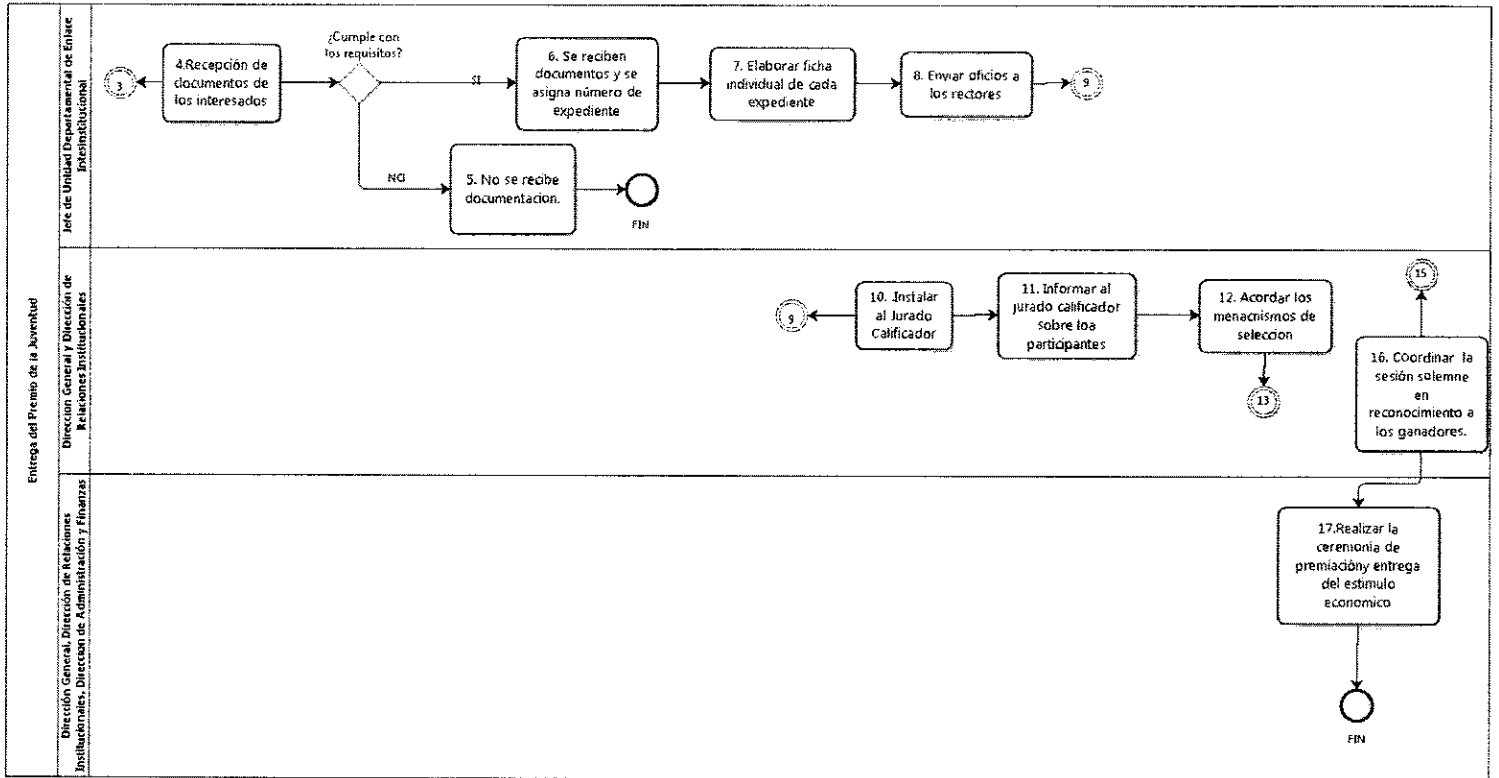 Entrega del Premio de la Juventud
Jefe de Unidad Departamental de Enlace
Intesinstitucional
3
4.Recepción de
documentos de
los interesados
¿Cumple con
los requisitos?
SI
6. Se reciben
documentos y se
asigna número de
expediente
7. Elaborar ficha
individual de cada
expediente
8. Enviar oficios a
los rectores
9
NO
5. No se recibe
documentacion.
FIN
Direccion General y Dirección de
Relaciones Institucionales
9
10. Instalar
al Jurado
Calificador
11. Informar al
jurado calificador
sobre loa
participantes
12. Acordar los
menacnismos de
seleccion
13
15
16. Coordinar la
sesión solemne
en
reconocimiento a
los ganadores.
Dirección General, Dirección de Relaciones
Institucionales, Direccion de Administración y Finanzas
17.Realizar la
ceremonia de
premiacióny entrega
del estimulo
economico
FIN